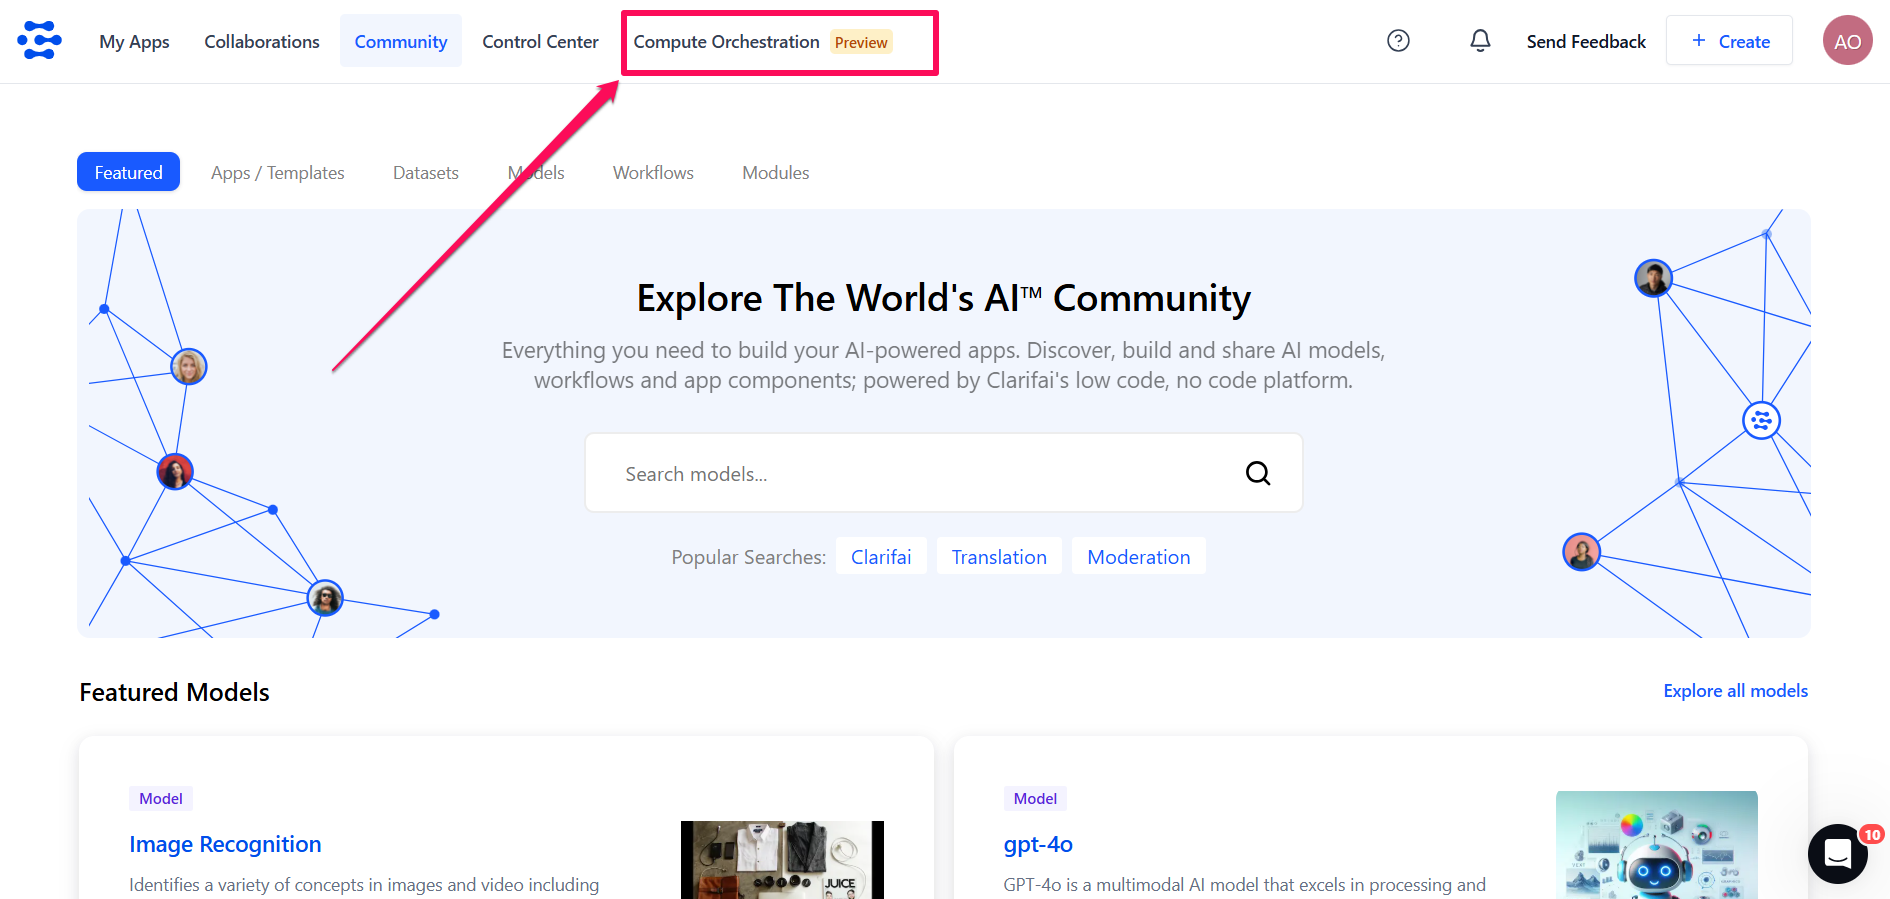 My Apps
Collaborations
Community
Control Center
Compute Orchestration Preview
Send Feedback
+ Create
AO
Featured
Apps / Templates
Datasets
Models
Workflows
Modules
Explore The World's AI™ Community
Everything you need to build your AI-powered apps. Discover, build and share AI models,
workflows and app components; powered by Clarifai's low code, no code platform.
Search models...
Popular Searches:
Clarifai
Translation
Moderation
Featured Models
Explore all models
Model
Image Recognition
Identifies a variety of concepts in images and video including
JUICE
Model
gpt-4o
GPT-4o is a multimodal AI model that excels in processing and
TEXT
10